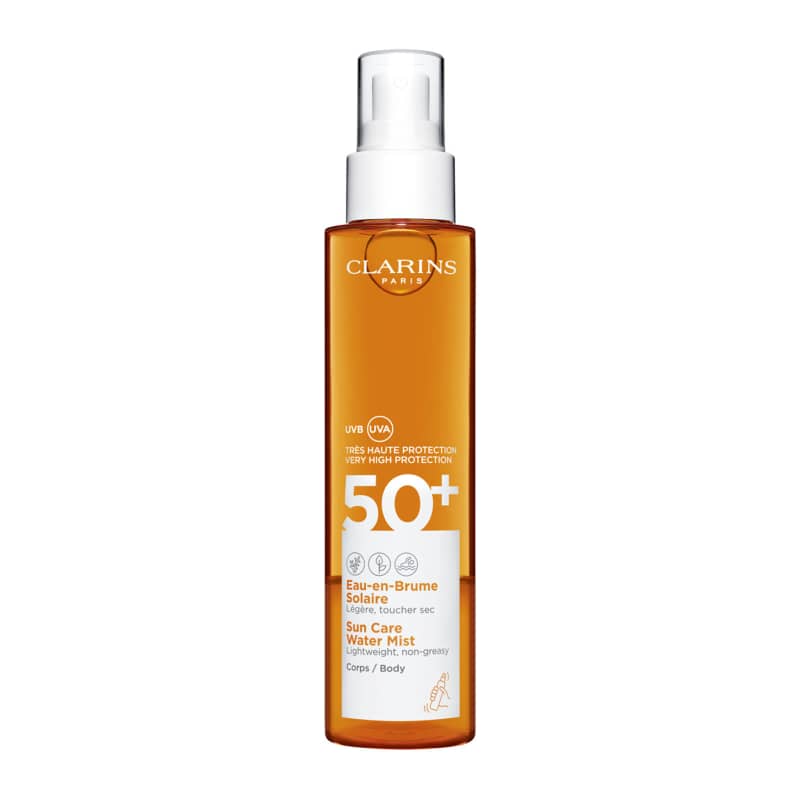 CLARINS
PARIS
UVB UVA
TRÈS HAUTE PROTECTION
VERY HIGH PROTECTION
50+
Eau-en-Brume
Solaire
Légère, toucher sec
Sun Care
Water Mist
Lightweight, non-greasy
Corps / Body